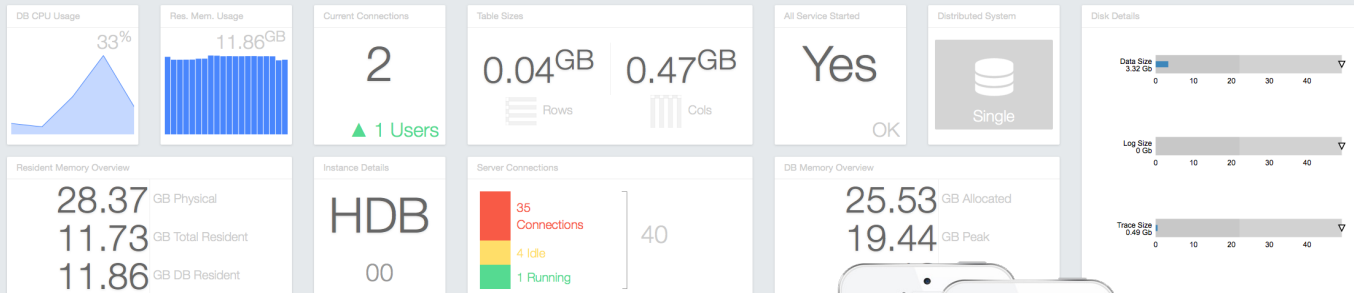 DB CPU Usage
33%
Res. Mem. Usage
11.86GB
Current Connections
2
▲ 1 Users
Table Sizes
0.04GB
Rows
0.47GB
Cols
All Service Started
Yes
OK
Distributed System
Single
Disk Details
Data Size
3.32 Gb
0 10 20 30 40
Log Size
0 Gb
0 10 20 30 40
Trace Size
0.49 Gb
0 10 20 30 40
Resident Memory Overview
28.37 GB Physical
11.73 GB Total Resident
11.86 GB DB Resident
Instance Details
HDB
00
Server Connections
35
Connections
4 Idle
1 Running
40
DB Memory Overview
25.53 GB Allocated
19.44 GB Peak